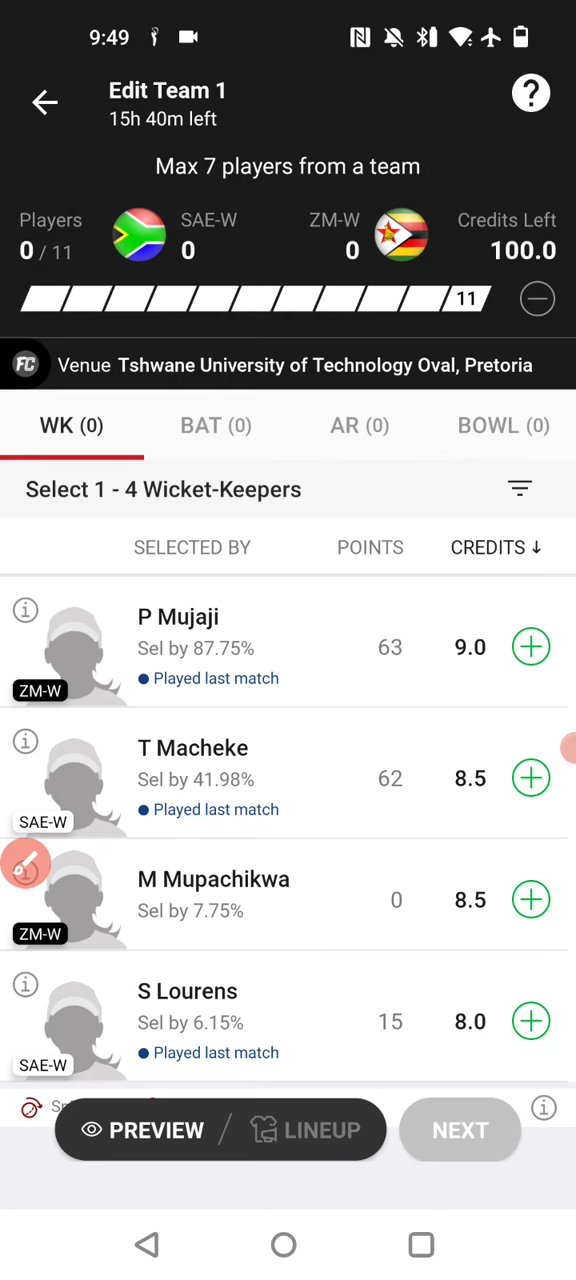 9:49
Edit Team 1
15h 40m left
?
Max 7 players from a team
Players SAE-W ZM-W Credits Left
0 / 11 0 0 100.0
11
FC Venue Tshwane University of Technology Oval, Pretoria
WK (0) BAT (0) AR (0) BOWL (0)
Select 1 - 4 Wicket-Keepers
SELECTED BY POINTS CREDITS ↓
P Mujaji
Sel by 87.75% 63 9.0
Played last match
ZM-W
T Macheke
Sel by 41.98% 62 8.5
Played last match
SAE-W
M Mupachikwa
Sel by 7.75% 0 8.5
ZM-W
S Lourens
Sel by 6.15% 15 8.0
Played last match
SAE-W
PREVIEW / LINEUP NEXT